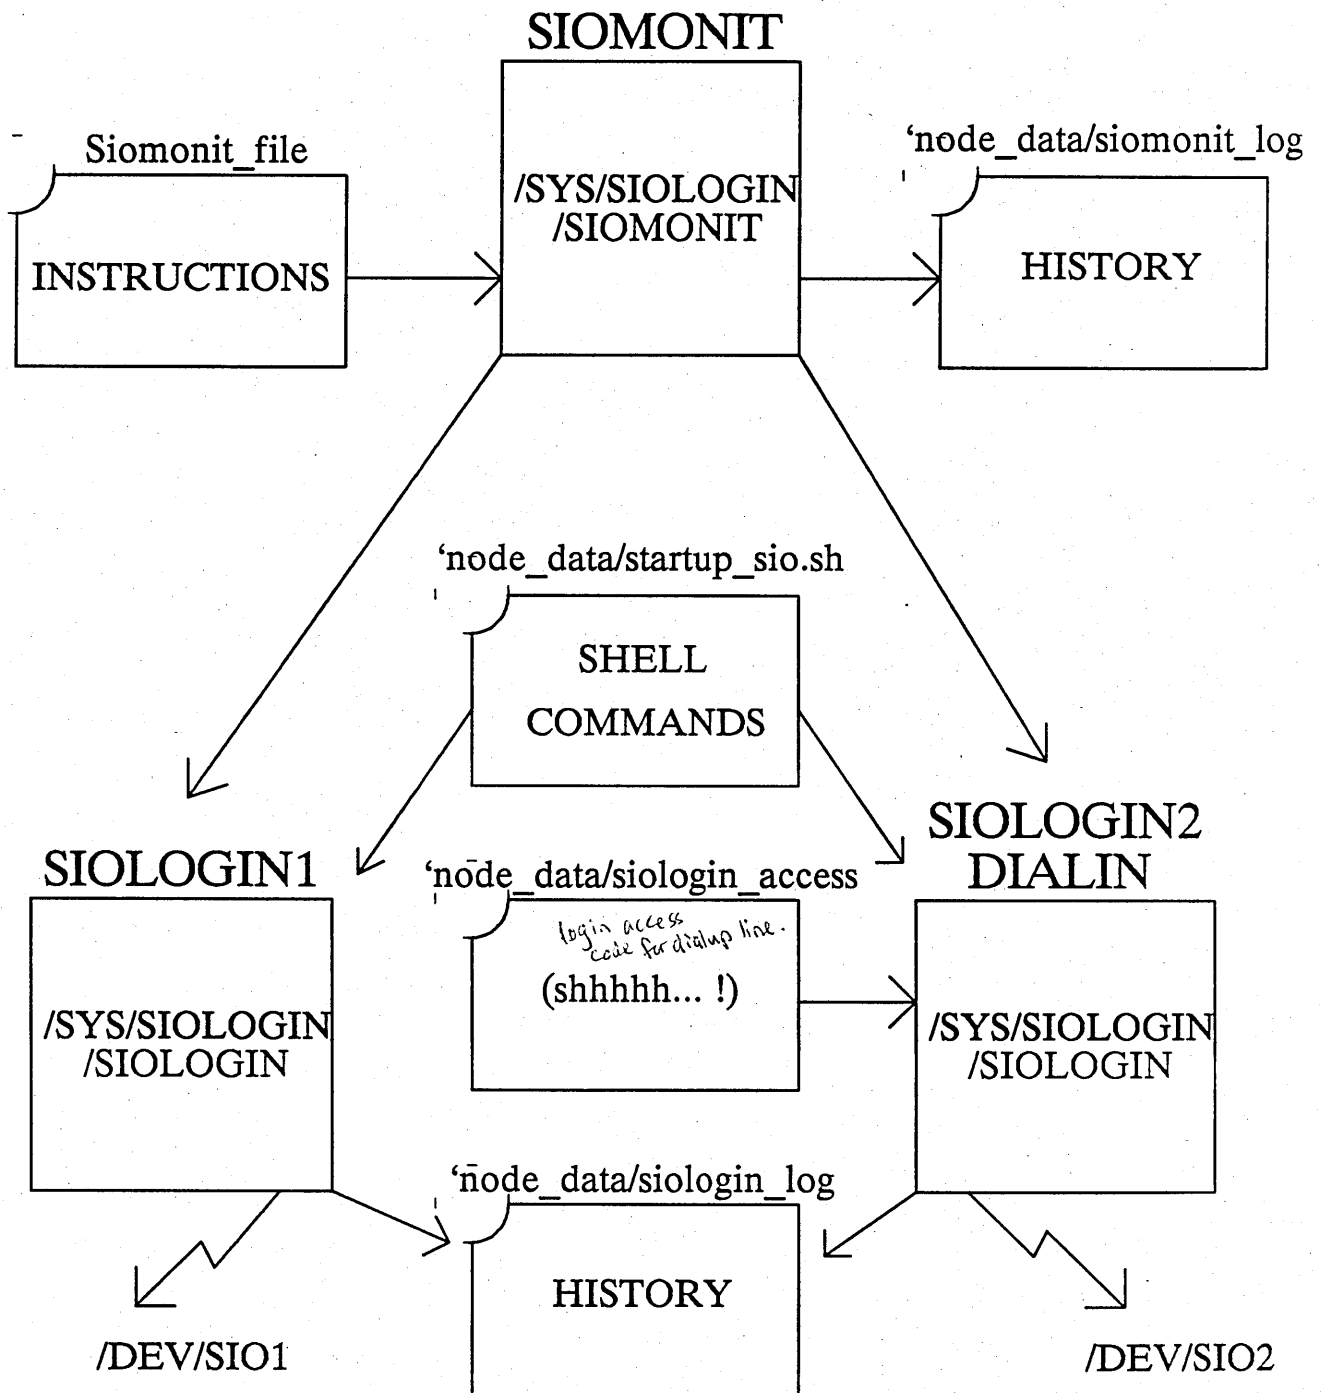 SIOMONIT
Siomonit_file
‘node_data/siomonit_log
/SYS/SIOLOGIN
/SIOMONIT
INSTRUCTIONS
HISTORY
‘node_data/startup_sio.sh
SHELL
COMMANDS
SIOLOGIN1
SIOLOGIN2
DIALIN
‘node_data/siologin_access
login access
code for dialup line.
(shhhhh... !)
/SYS/SIOLOGIN
/SIOLOGIN
/SYS/SIOLOGIN
/SIOLOGIN
‘node_data/siologin_log
HISTORY
/DEV/SIO1
/DEV/SIO2